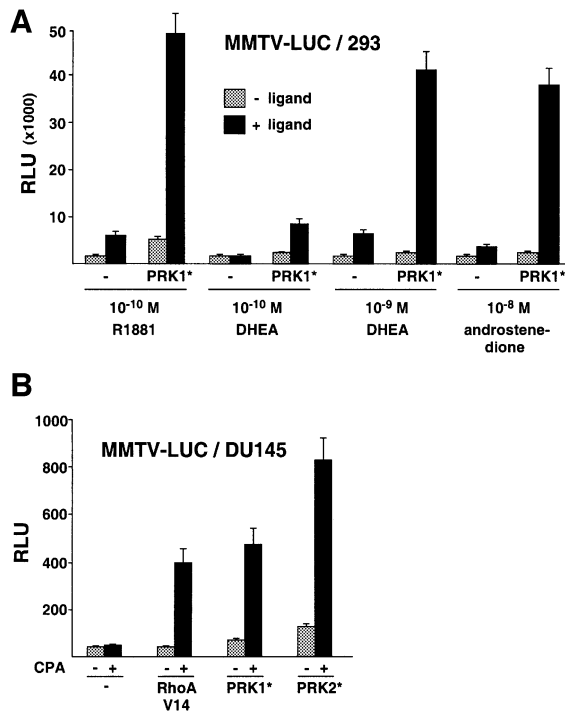 A
MMTV-LUC / 293
- ligand
+ ligand
RLU (x1000)
50
40
30
20
10
- PRK1* - PRK1* - PRK1* - PRK1*
10-10 M 10-10 M 10-9 M 10-8 M
R1881 DHEA DHEA androstene-
dione
B
MMTV-LUC / DU145
RLU
1000
800
600
400
200
CPA - + - + - + - +
- RhoA PRK1* PRK2*
V14